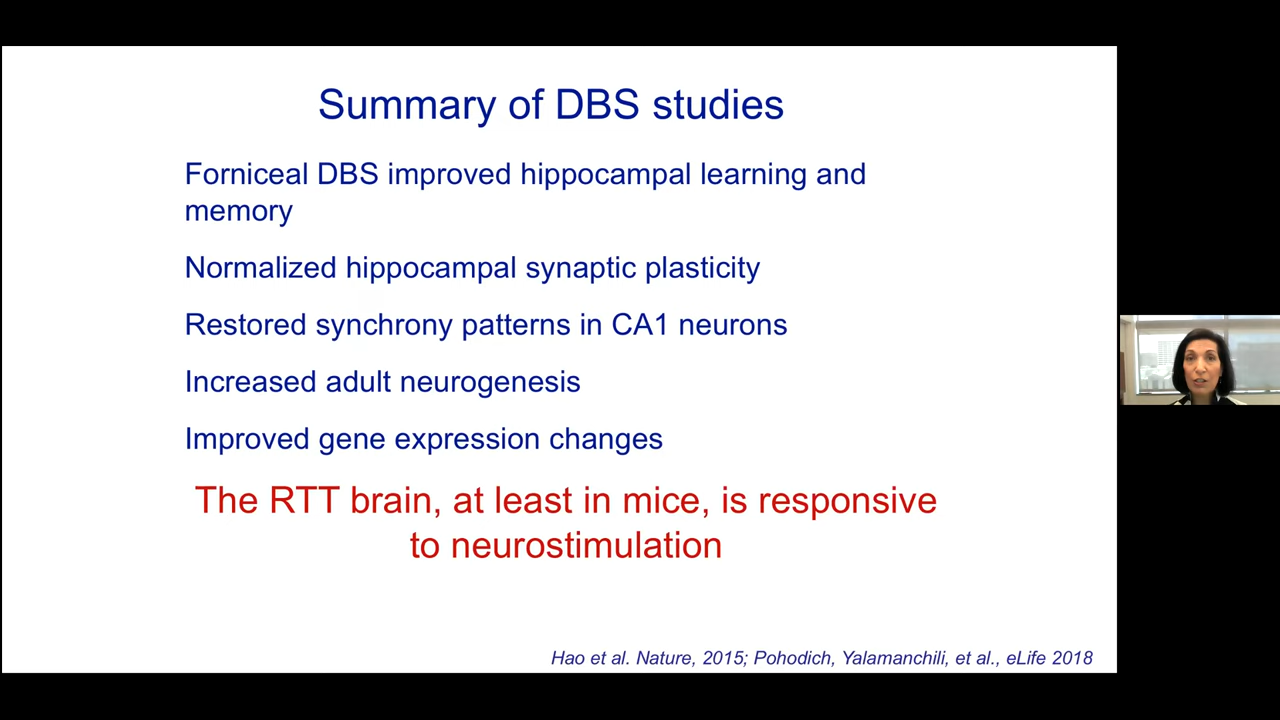 Summary of DBS studies
Forniceal DBS improved hippocampal learning and
memory
Normalized hippocampal synaptic plasticity
Restored synchrony patterns in CA1 neurons
Increased adult neurogenesis
Improved gene expression changes
The RTT brain, at least in mice, is responsive
to neurostimulation
Hao et al. Nature, 2015; Pohodich, Yalamanchili, et al., eLife 2018